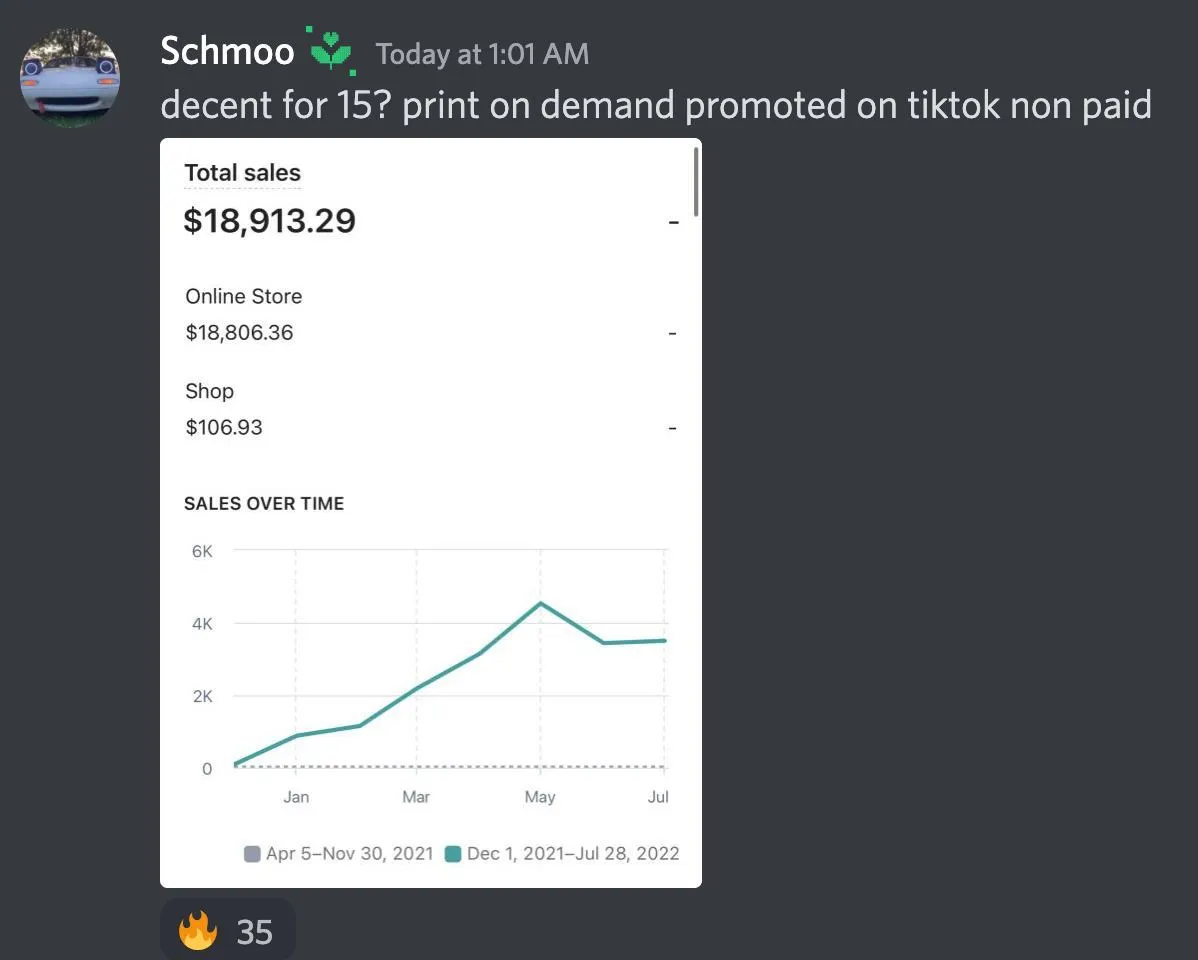 Schmoo Today at 1:01 AM
decent for 15? print on demand promoted on tiktok non paid
Total sales
$18,913.29 -
Online Store
$18,806.36 -
Shop
$106.93 -
SALES OVER TIME
6K
4K
2K
0
Jan Mar May Jul
Apr 5–Nov 30, 2021 Dec 1, 2021–Jul 28, 2022
🔥 35